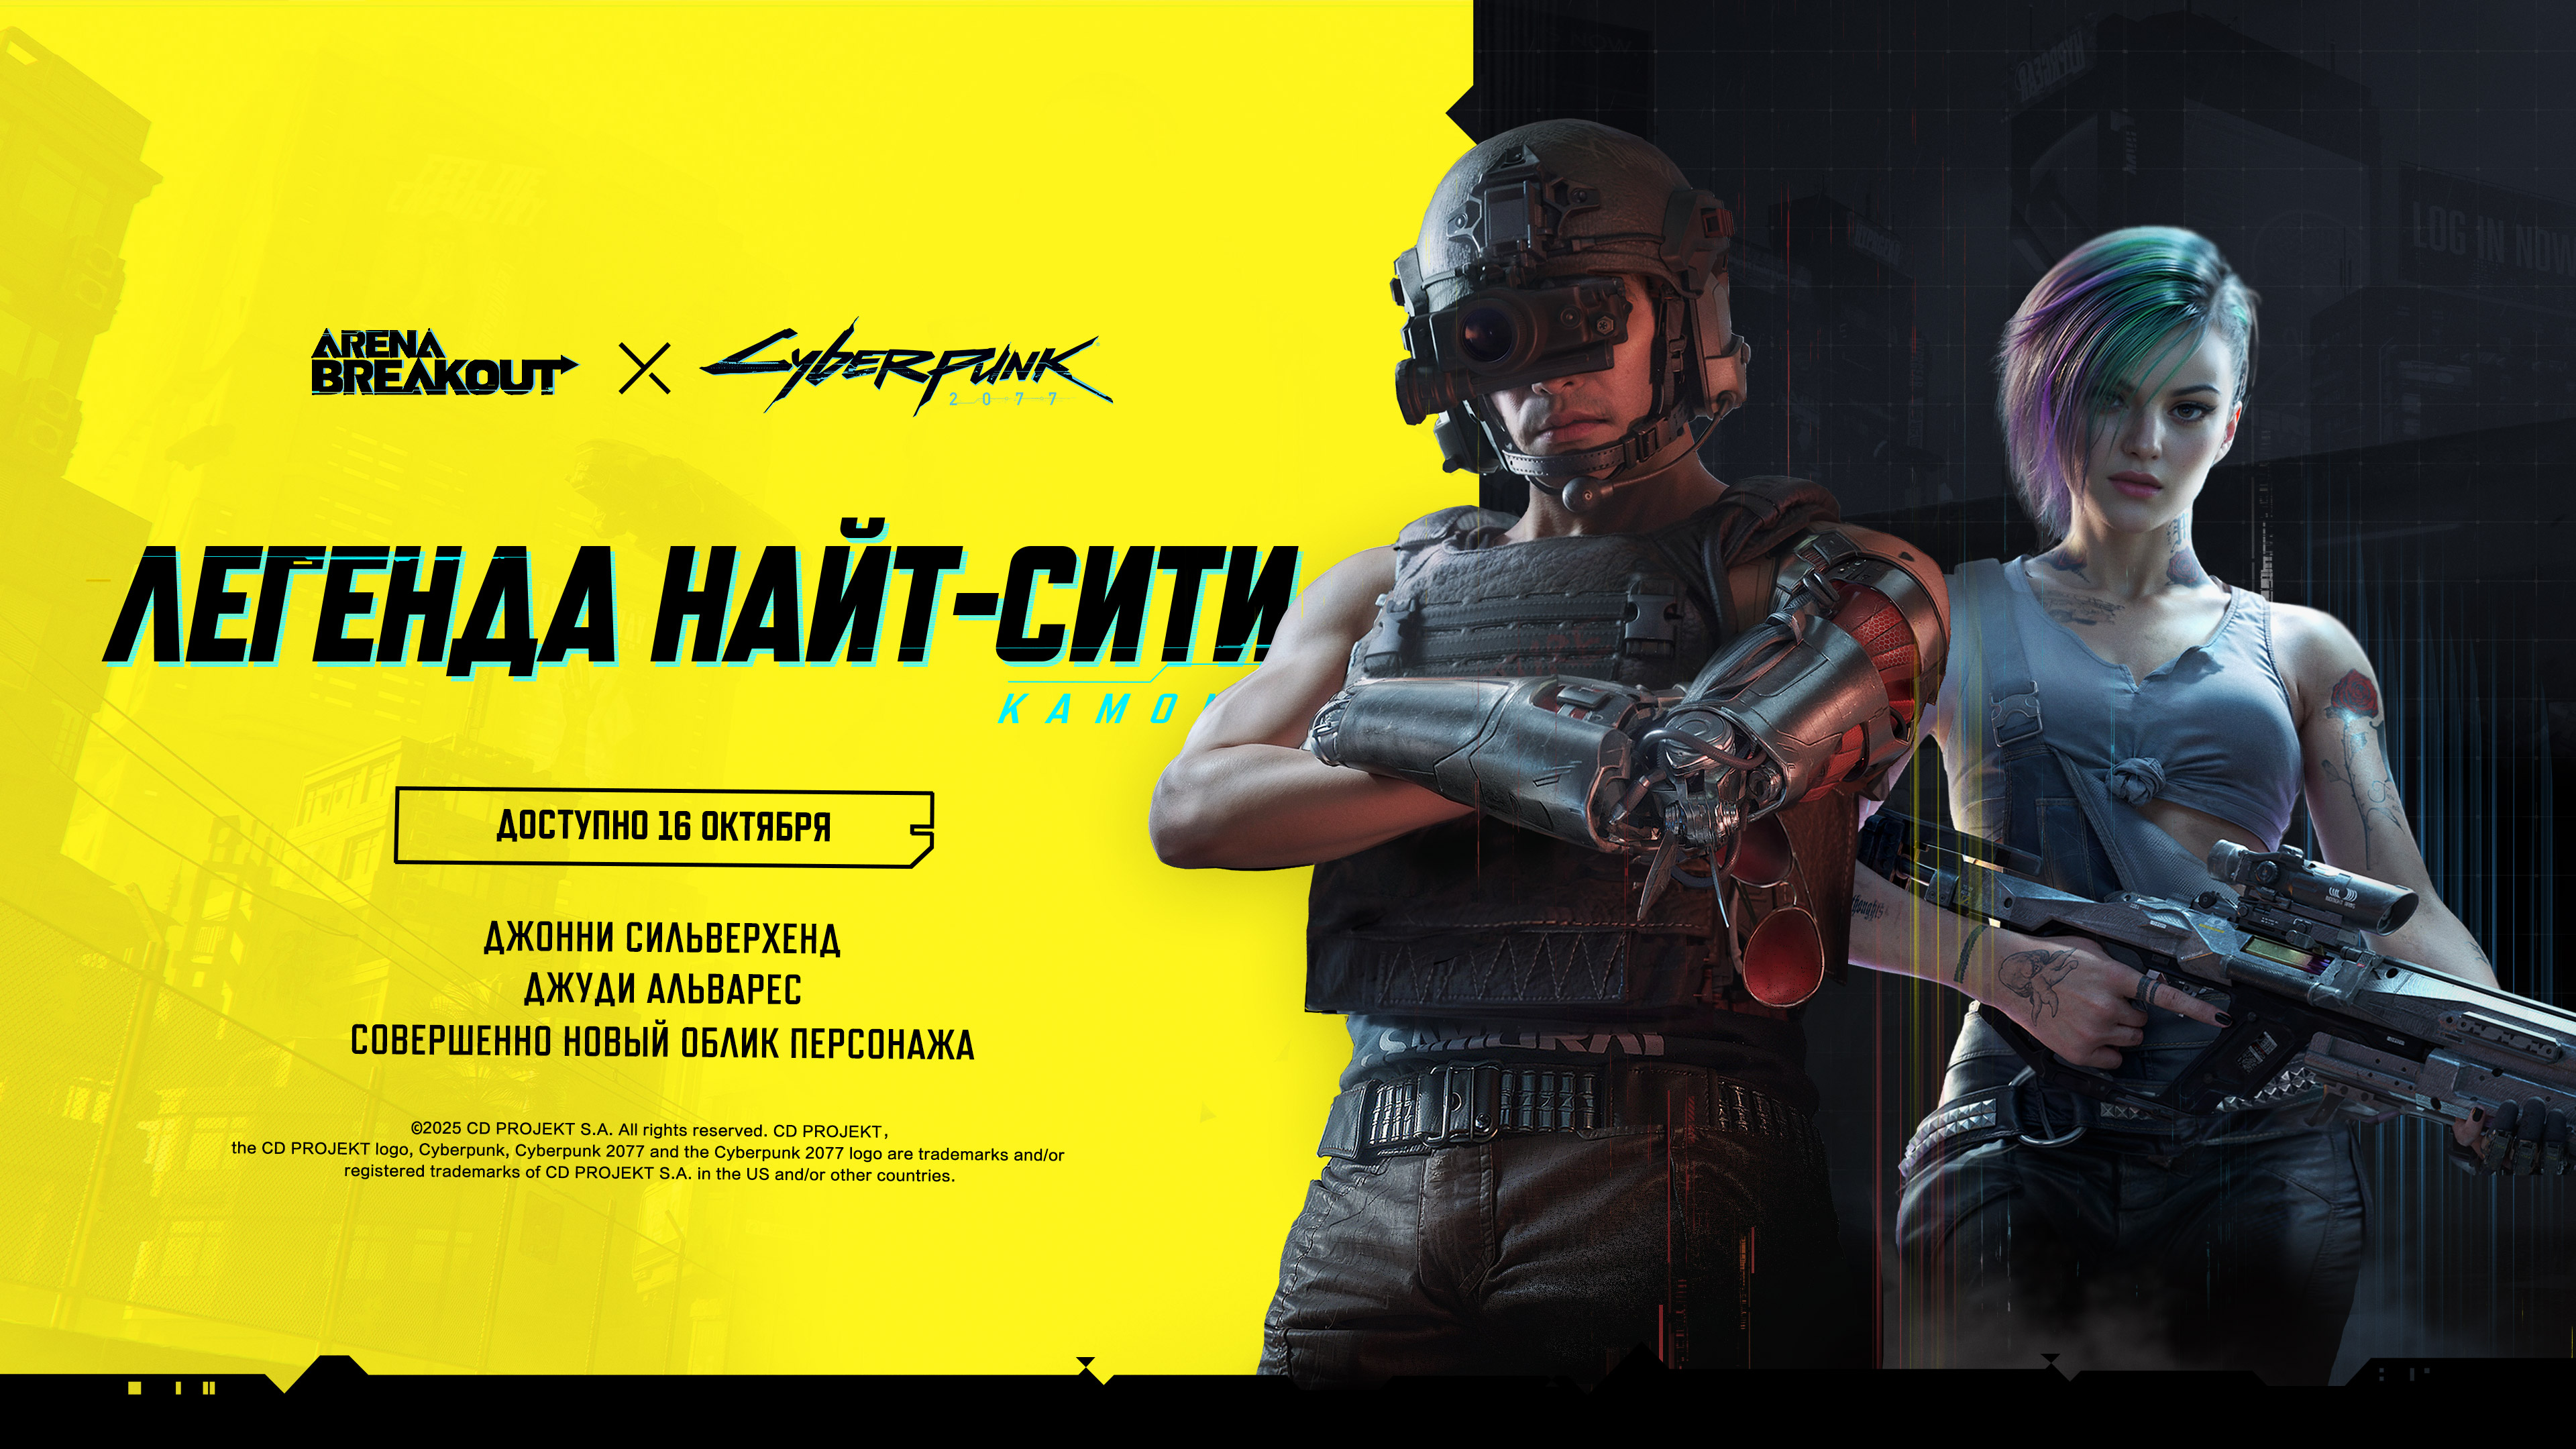 ARENA
BREAKOUT
CYBERPUNK
2077
ЛЕГЕНДА НАЙТ-СИТИ
ДОСТУПНО 16 ОКТЯБРЯ
ДЖОННИ СИЛЬВЕРХЕНД
ДЖУДИ АЛЬВАРЕС
СОВЕРШЕННО НОВЫЙ ОБЛИК ПЕРСОНАЖА
©2025 CD PROJEKT S.A. All rights reserved. CD PROJEKT,
the CD PROJEKT logo, Cyberpunk, Cyberpunk 2077 and the Cyberpunk 2077 logo are trademarks and/or
registered trademarks of CD PROJEKT S.A. in the US and/or other countries.
LOG IN NOW
SAMURAI